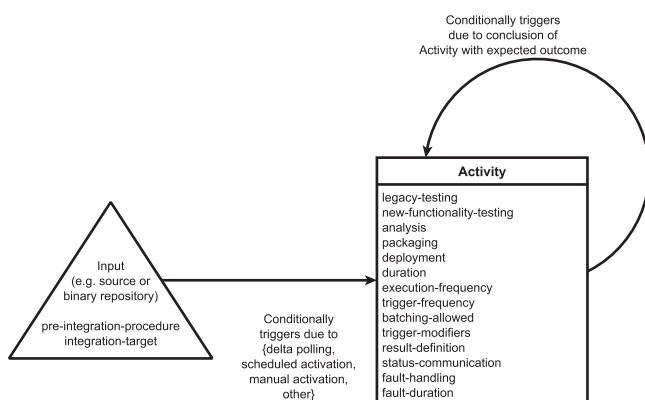 Conditionally triggers
due to conclusion of
Activity with expected outcome
Activity
legacy-testing
new-functionality-testing
analysis
packaging
deployment
duration
execution-frequency
trigger-frequency
batching-allowed
trigger-modifiers
result-definition
status-communication
fault-handling
fault-duration
Input
(e.g. source or
binary repository)
pre-integration-procedure
integration-target
Conditionally
triggers due to
{delta polling,
scheduled activation,
manual activation,
other}